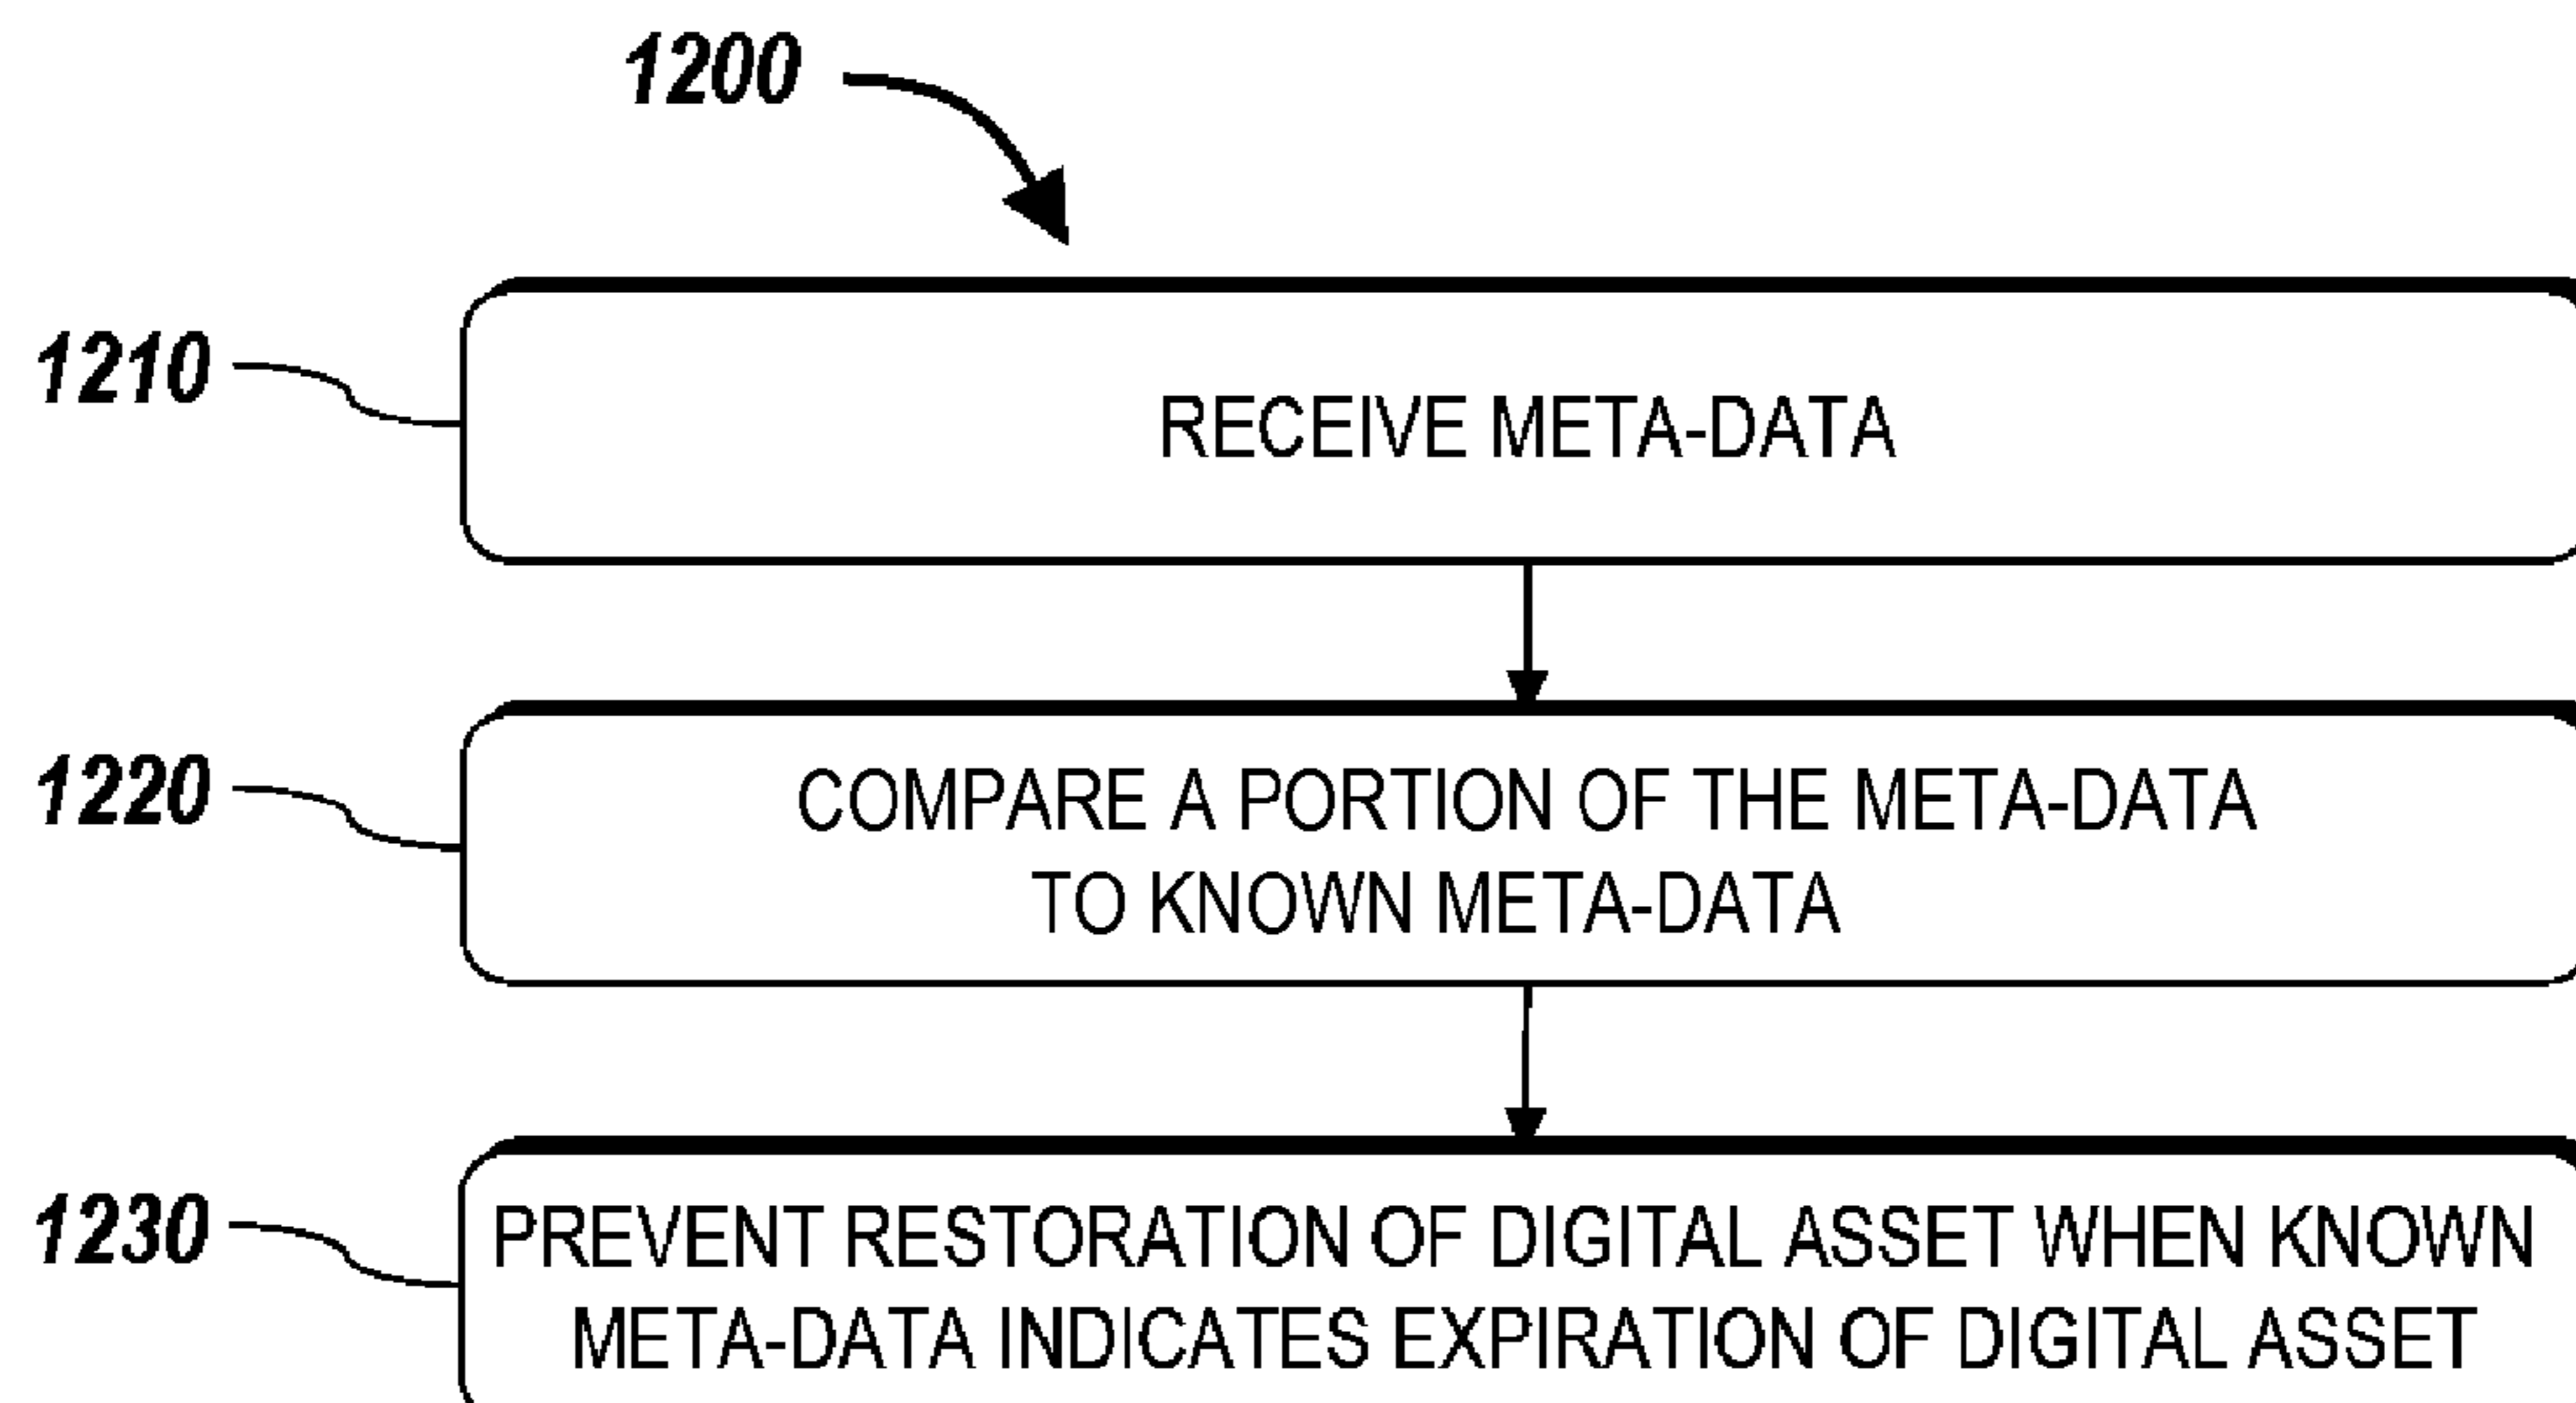 1200
1210
RECEIVE META-DATA
1220
COMPARE A PORTION OF THE META-DATA
TO KNOWN META-DATA
1230
PREVENT RESTORATION OF DIGITAL ASSET WHEN KNOWN
META-DATA INDICATES EXPIRATION OF DIGITAL ASSET